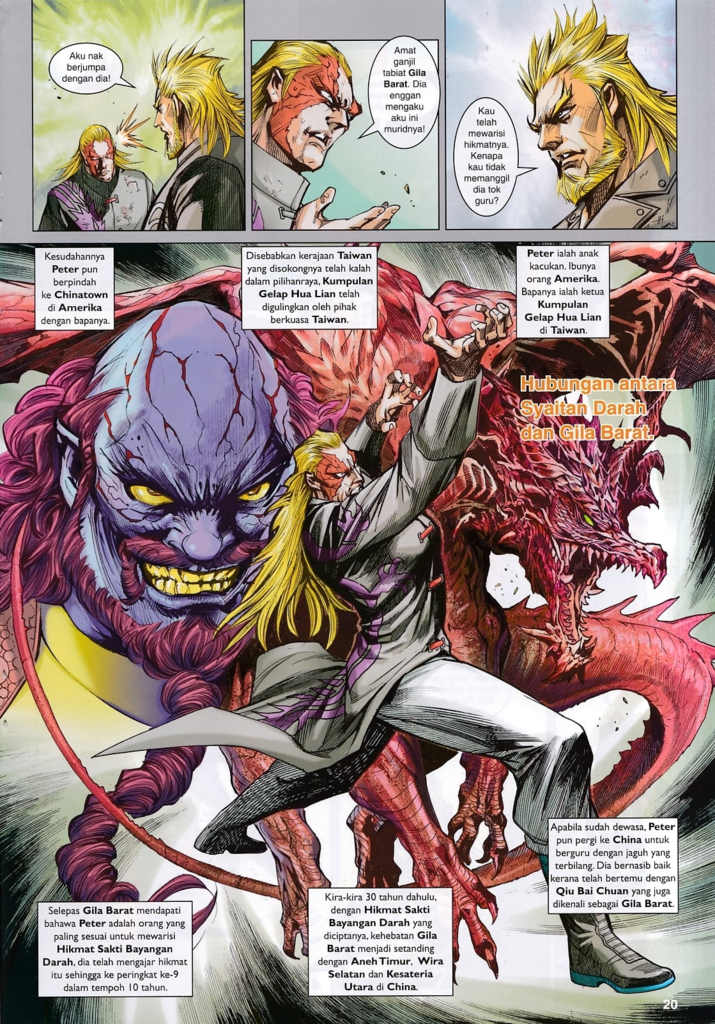 Aku nak
berjumpa
dengan dia!
Amat
ganjil
tabiat Gila
Barat. Dia
enggan
mengaku
aku ini
muridnya!
Kau
telah
mewarisi
hikmatnya.
Kenapa
kau tidak
memanggil
dia tok
guru?
Kesudahannya
Peter pun
berpindah
ke Chinatown
di Amerika
dengan bapanya.
Disebabkan kerajaan Taiwan
yang disokongnya telah kalah
dalam pilihanraya, Kumpulan
Gelap Hua Lian telah
digulingkan oleh pihak
berkuasa Taiwan.
Peter ialah anak
kacukan. Ibunya
orang Amerika.
Bapanya ialah ketua
Kumpulan
Gelap Hua Lian
di Taiwan.
Hubungan antara
Syaitan Darah
dan Gila Barat.
Apabila sudah dewasa, Peter
pun pergi ke China untuk
berguru dengan jaguh yang
terbilang. Dia bernasib baik
kerana telah bertemu dengan
Qiu Bai Chuan yang juga
dikenali sebagai Gila Barat.
Kira-kira 30 tahun dahulu,
dengan Hikmat Sakti
Bayangan Darah yang
diciptanya, kehebatan Gila
Barat menjadi setanding
dengan Aneh Timur, Wira
Selatan dan Kesateria
Utara di China.
Selepas Gila Barat mendapati
bahawa Peter adalah orang yang
paling sesuai untuk mewarisi
Hikmat Sakti Bayangan
Darah, dia telah mengajar hikmat
itu sehingga ke peringkat ke-9
dalam tempoh 10 tahun.
20